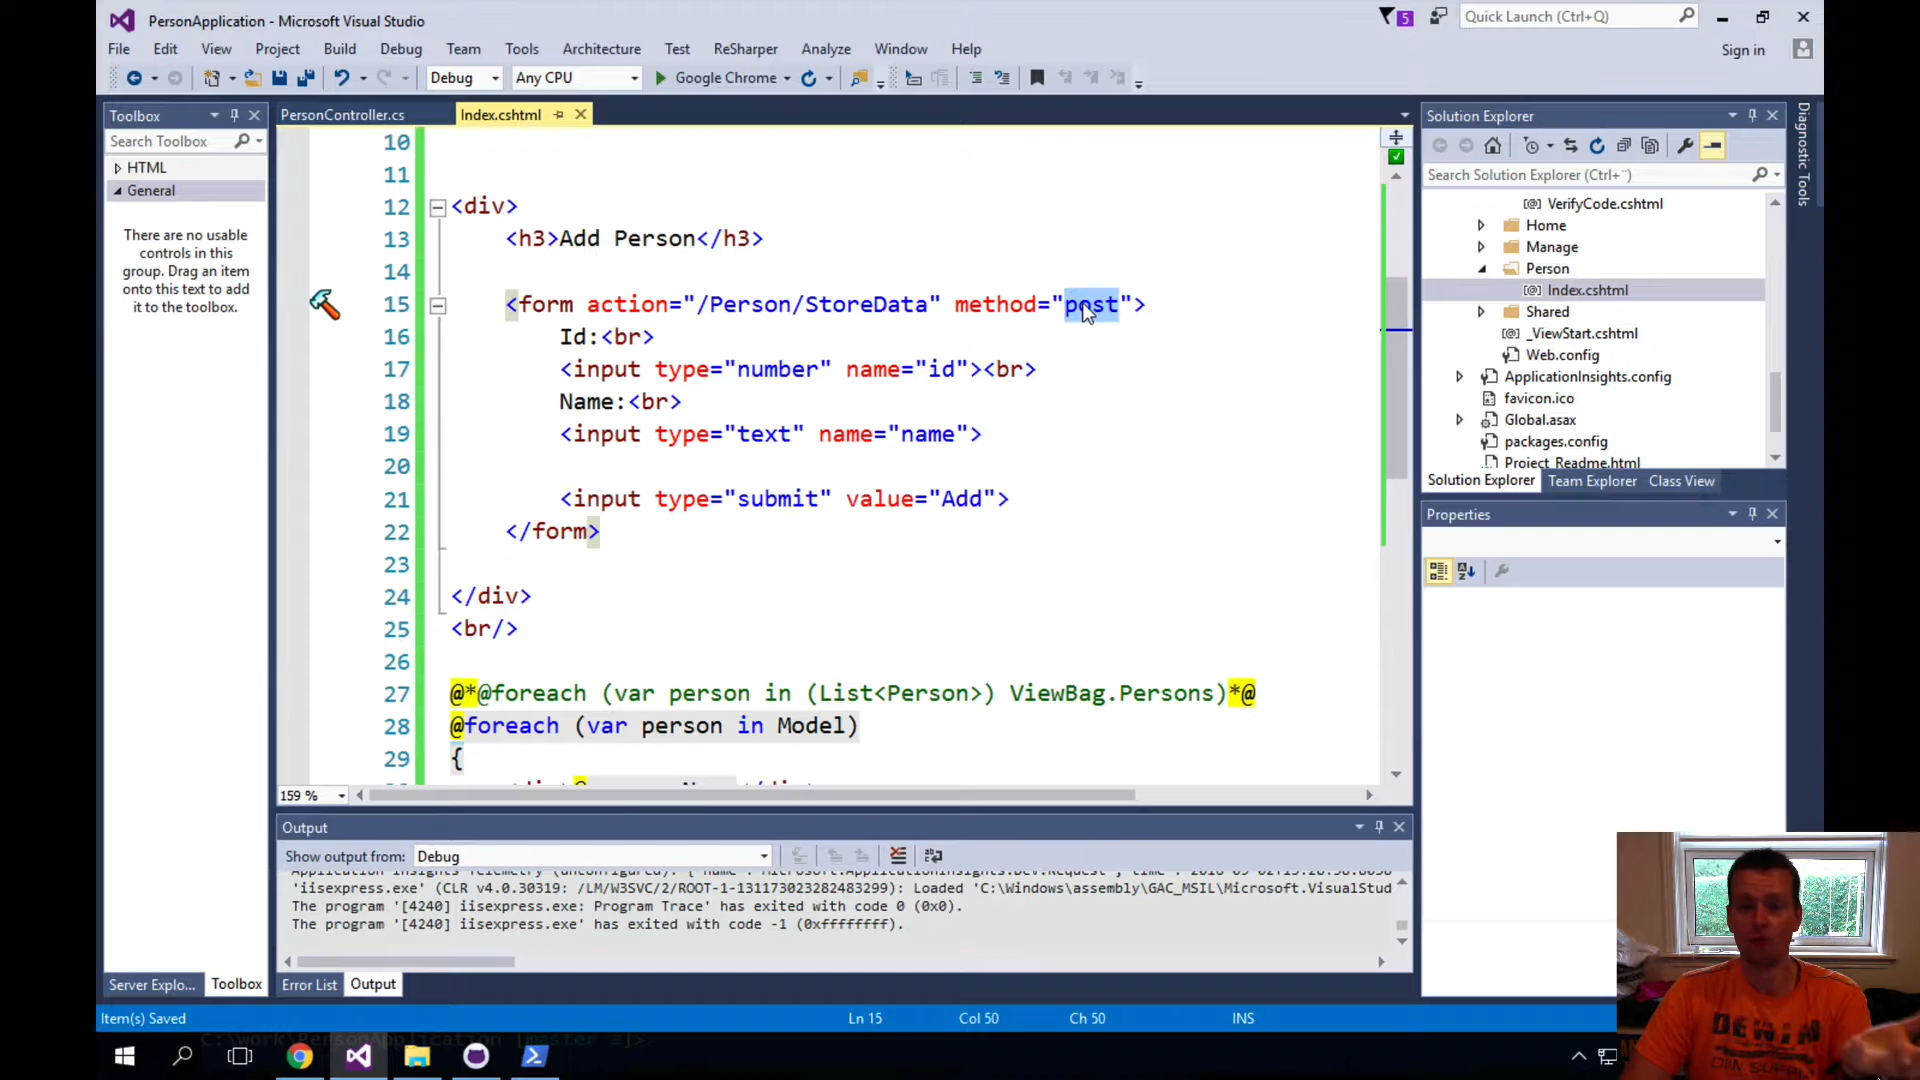 PersonApplication - Microsoft Visual Studio
5
Quick Launch (Ctrl+Q)
File Edit View Project Build Debug Team Tools Architecture Test ReSharper Analyze Window Help
Sign in
Debug Any CPU Google Chrome
Toolbox
Search Toolbox
HTML
General
There are no usable
controls in this
group. Drag an item
onto this text to add
it to the toolbox.
Server Explo... Toolbox
PersonController.cs Index.cshtml
10
11
12 <div>
13 <h3>Add Person</h3>
14
15 <form action="/Person/StoreData" method="post">
16 Id:<br>
17 <input type="number" name="id"><br>
18 Name:<br>
19 <input type="text" name="name">
20
21 <input type="submit" value="Add">
22 </form>
23
24 </div>
25 <br/>
26
27 @*@foreach (var person in (List<Person>) ViewBag.Persons)*@
28 @foreach (var person in Model)
29 {
159 %
Output
Show output from: Debug
'iisexpress.exe' (CLR v4.0.30319: /LM/W3SVC/2/ROOT-1-131173023282483299): Loaded 'C:\Windows\assembly\GAC_MSIL\Microsoft.VisualStud
The program '[4240] iisexpress.exe: Program Trace' has exited with code 0 (0x0).
The program '[4240] iisexpress.exe' has exited with code -1 (0xffffffff).
Error List Output
Solution Explorer
Search Solution Explorer (Ctrl+¨)
VerifyCode.cshtml
Home
Manage
Person
Index.cshtml
Shared
_ViewStart.cshtml
Web.config
ApplicationInsights.config
favicon.ico
Global.asax
packages.config
Project_Readme.html
Solution Explorer Team Explorer Class View
Properties
Diagnostic Tools
Item(s) Saved Ln 15 Col 50 Ch 50 INS
C:\work\PersonApplication [master ≡]>
DENIM